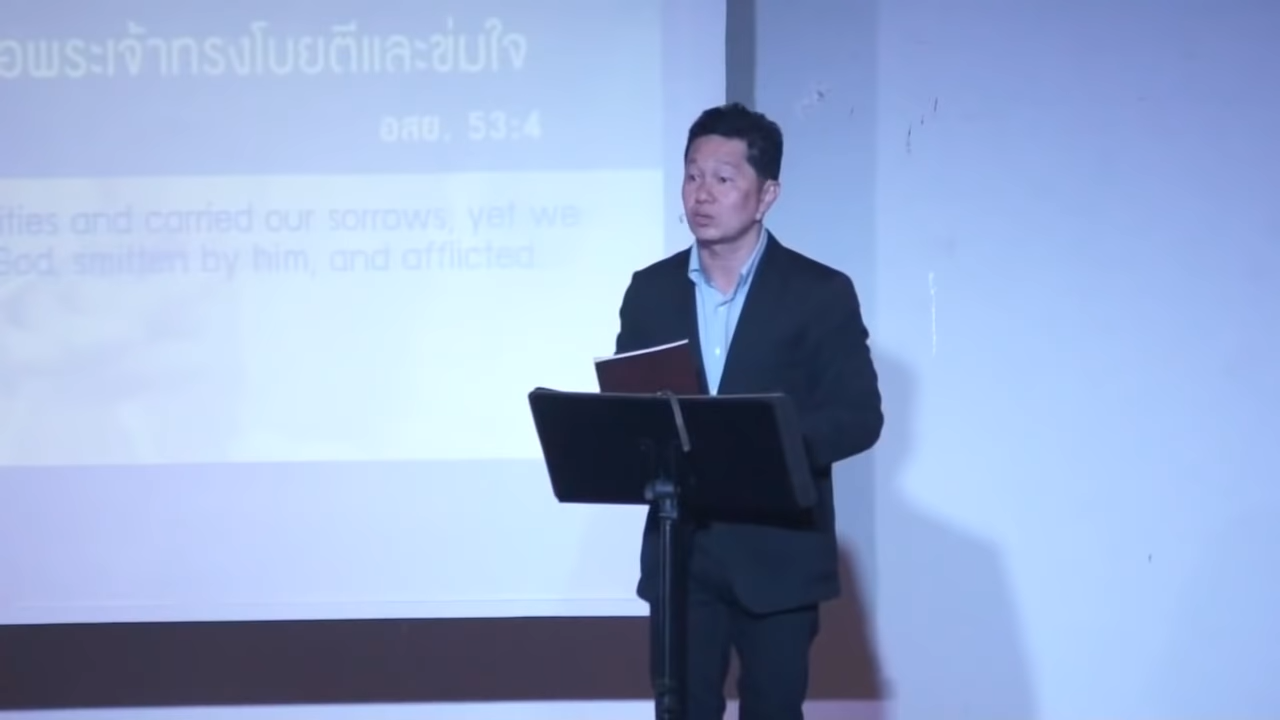 พระเจ้าทรงโบยตีและข่มใจ
อสย. 53:4
ities and carried our sorrows, yet we
God, smitten by him, and afflicted.